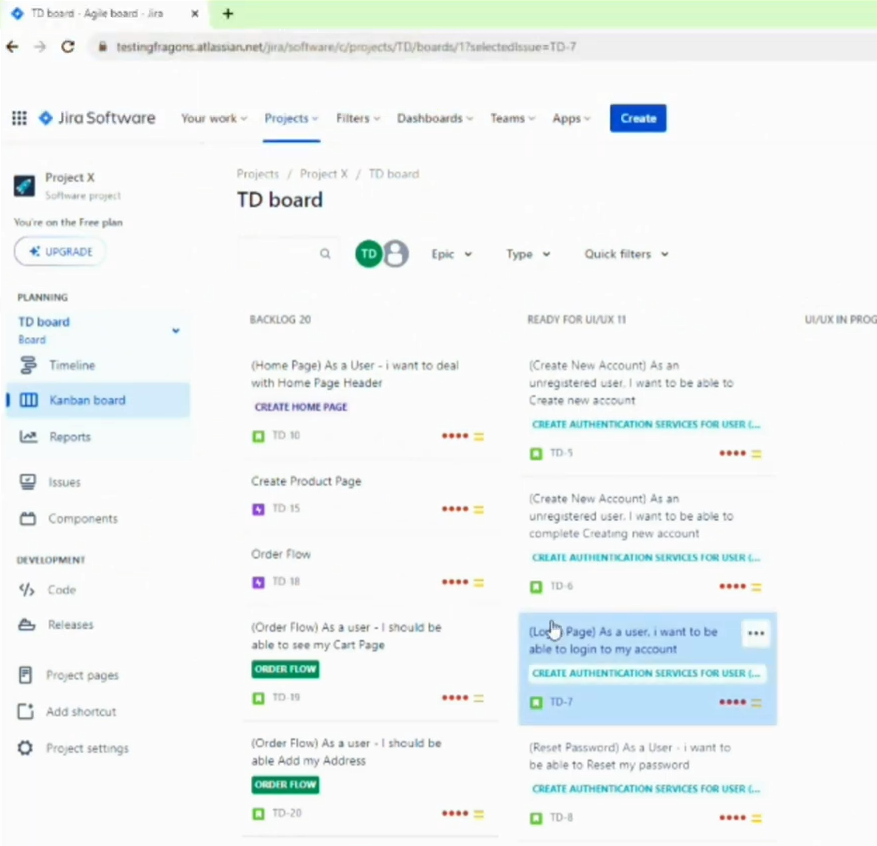 TD board - Agile board - Jira
testingfragons.atlassian.net/jira/software/c/projects/TD/boards/1?selectedIssue=TD-7
Jira Software Your work Projects Filters Dashboards Teams Apps Create
Project X
Software project
You're on the Free plan
UPGRADE
PLANNING
TD board
Board
Timeline
Kanban board
Reports
Issues
Components
DEVELOPMENT
Code
Releases
Project pages
Add shortcut
Project settings
Projects / Project X / TD board
TD board
TD Epic Type Quick filters
BACKLOG 20
(Home Page) As a User - i want to deal
with Home Page Header
CREATE HOME PAGE
TD 10
Create Product Page
TD 15
Order Flow
TD 18
(Order Flow) As a user - I should be
able to see my Cart Page
ORDER FLOW
TD-19
(Order Flow) As a user - I should be
able Add my Address
ORDER FLOW
TD-20
READY FOR UI/UX 11
(Create New Account) As an
unregistered user, I want to be able to
Create new account
CREATE AUTHENTICATION SERVICES FOR USER (...
TD-5
(Create New Account) As an
unregistered user, I want to be able to
complete Creating new account
CREATE AUTHENTICATION SERVICES FOR USER (...
TD-6
Page) As a user, i want to be
able to login to my account
CREATE AUTHENTICATION SERVICES FOR USER (...
TD-7
(Reset Password) As a User - i want to
be able to Reset my password
CREATE AUTHENTICATION SERVICES FOR USER (...
TD-8
UI/UX IN PROG